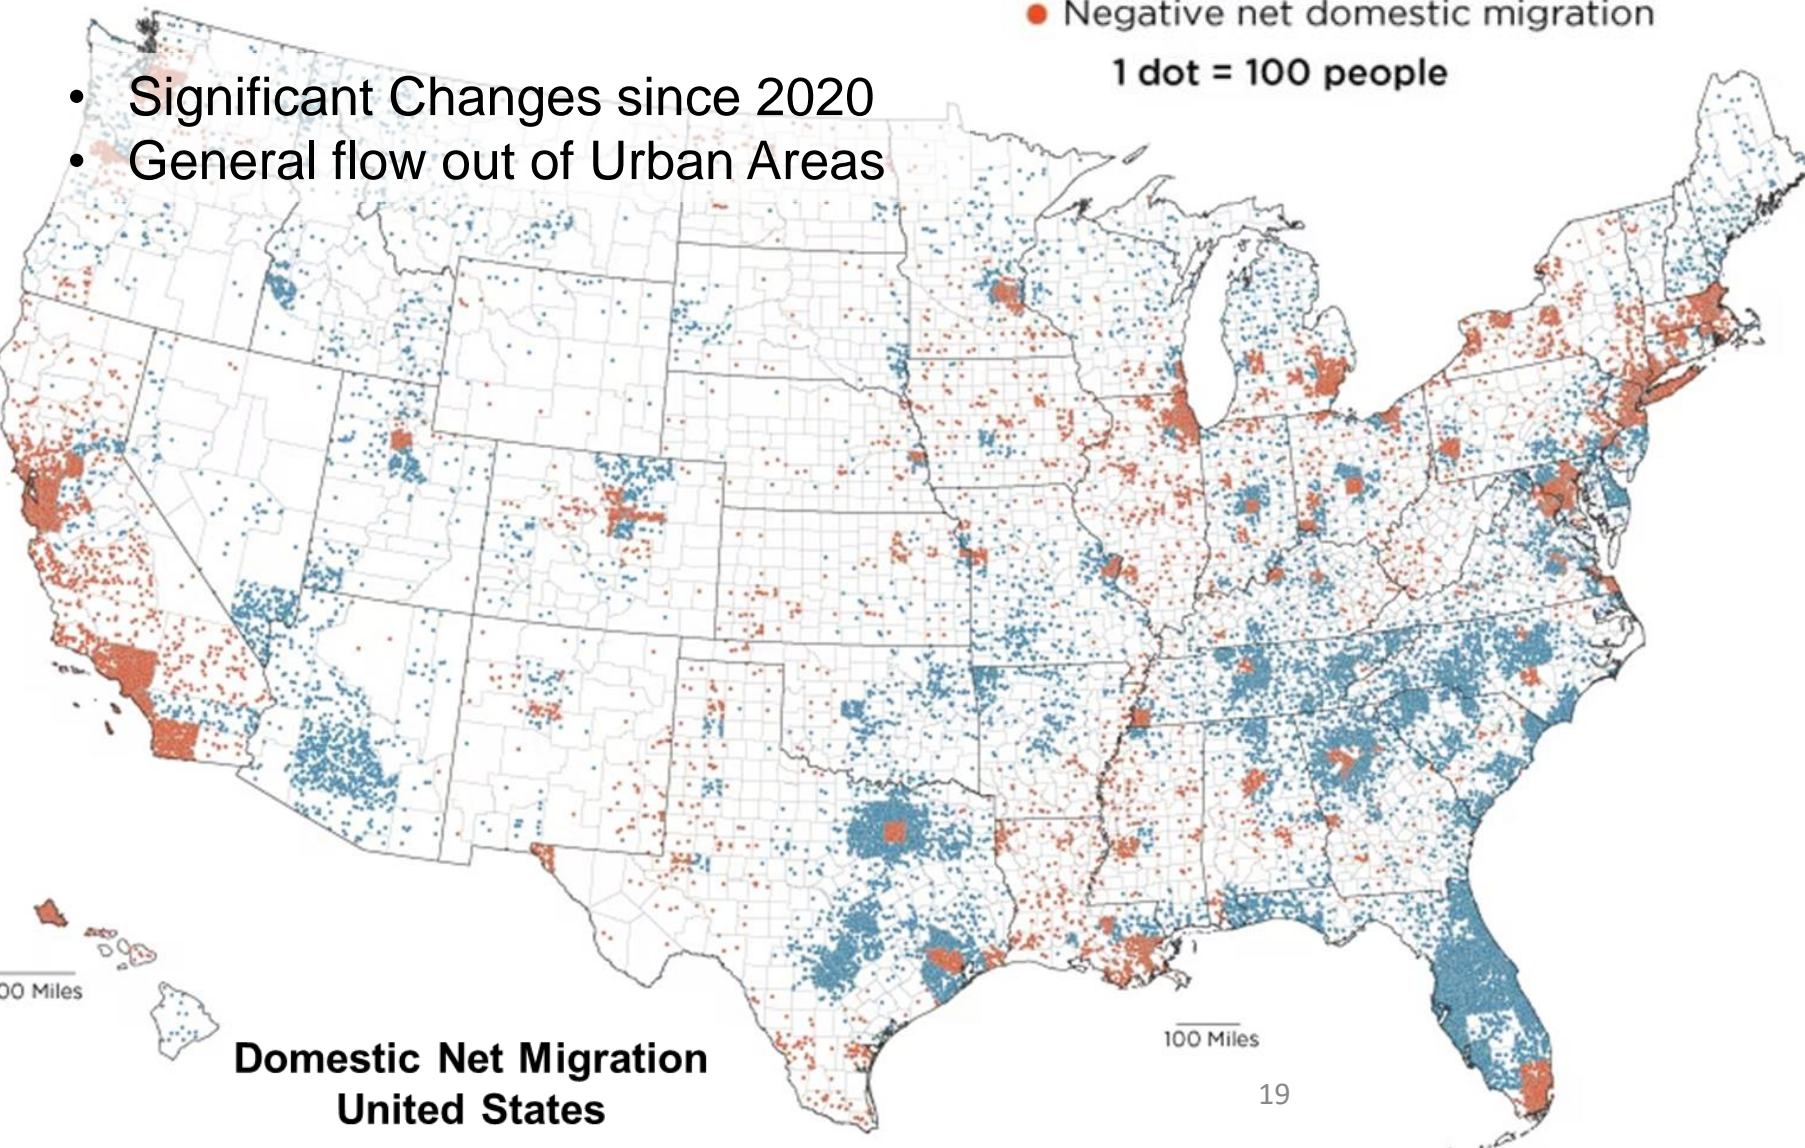 ● Negative net domestic migration
1 dot = 100 people
• Significant Changes since 2020
• General flow out of Urban Areas
00 Miles
100 Miles
Domestic Net Migration
United States
19